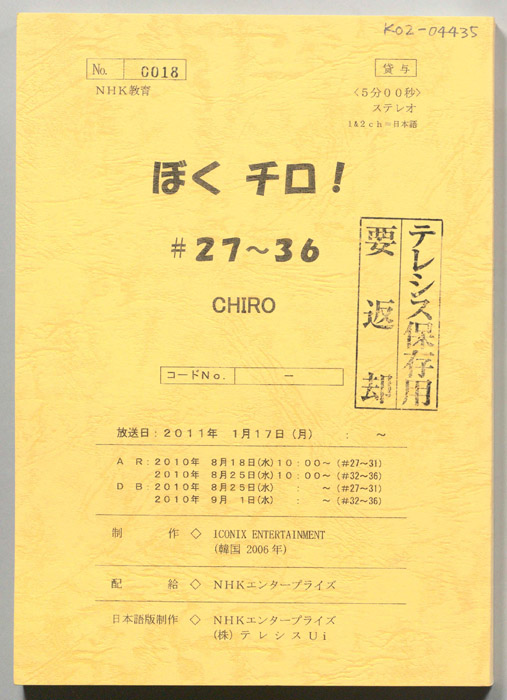 K02-04435
No. 0018
貸与
NHK教育
〈5分00秒〉
ステレオ
1&2ch=日本語
ぼく チロ!
#27~36
CHIRO
テレシス保存用
要返却
コードNo. ー
放送日:2011年 1月17日(月) : ~
AR:2010年 8月18日(水)10:00~(#27~31)
2010年 8月25日(水)10:00~(#32~36)
DB:2010年 8月25日(水) : ~(#27~31)
2010年 9月 1日(水) : ~(#32~36)
制 作◇ ICONIX ENTERTAINMENT
(韓国 2006年)
配 給◇ NHKエンタープライズ
日本語版制作◇ NHKエンタープライズ
(株)テレシスUi